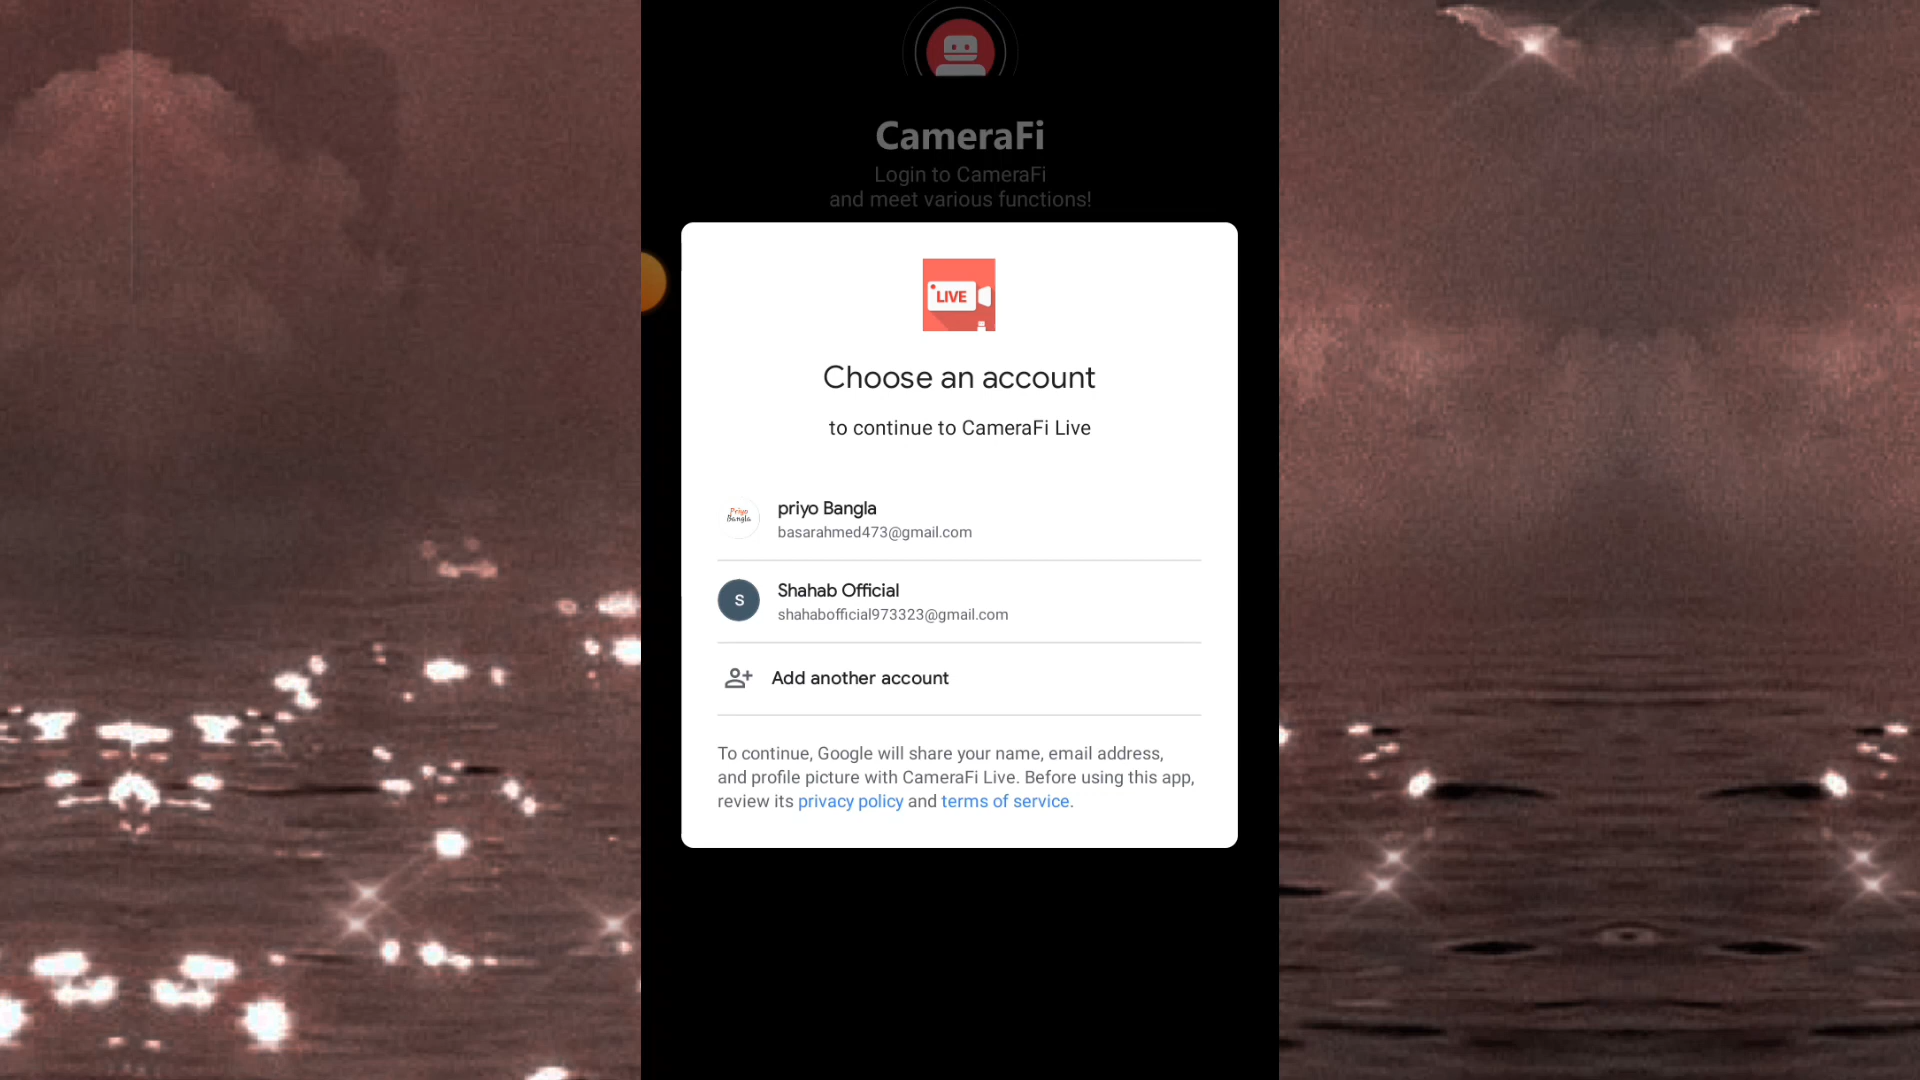 CameraFi
Login to CameraFi
and meet various functions!
LIVE
Choose an account
to continue to CameraFi Live
Priyo
Bangla
priyo Bangla
basarahmed473@gmail.com
S
Shahab Official
shahabofficial973323@gmail.com
Add another account
To continue, Google will share your name, email address,
and profile picture with CameraFi Live. Before using this app,
review its privacy policy and terms of service.